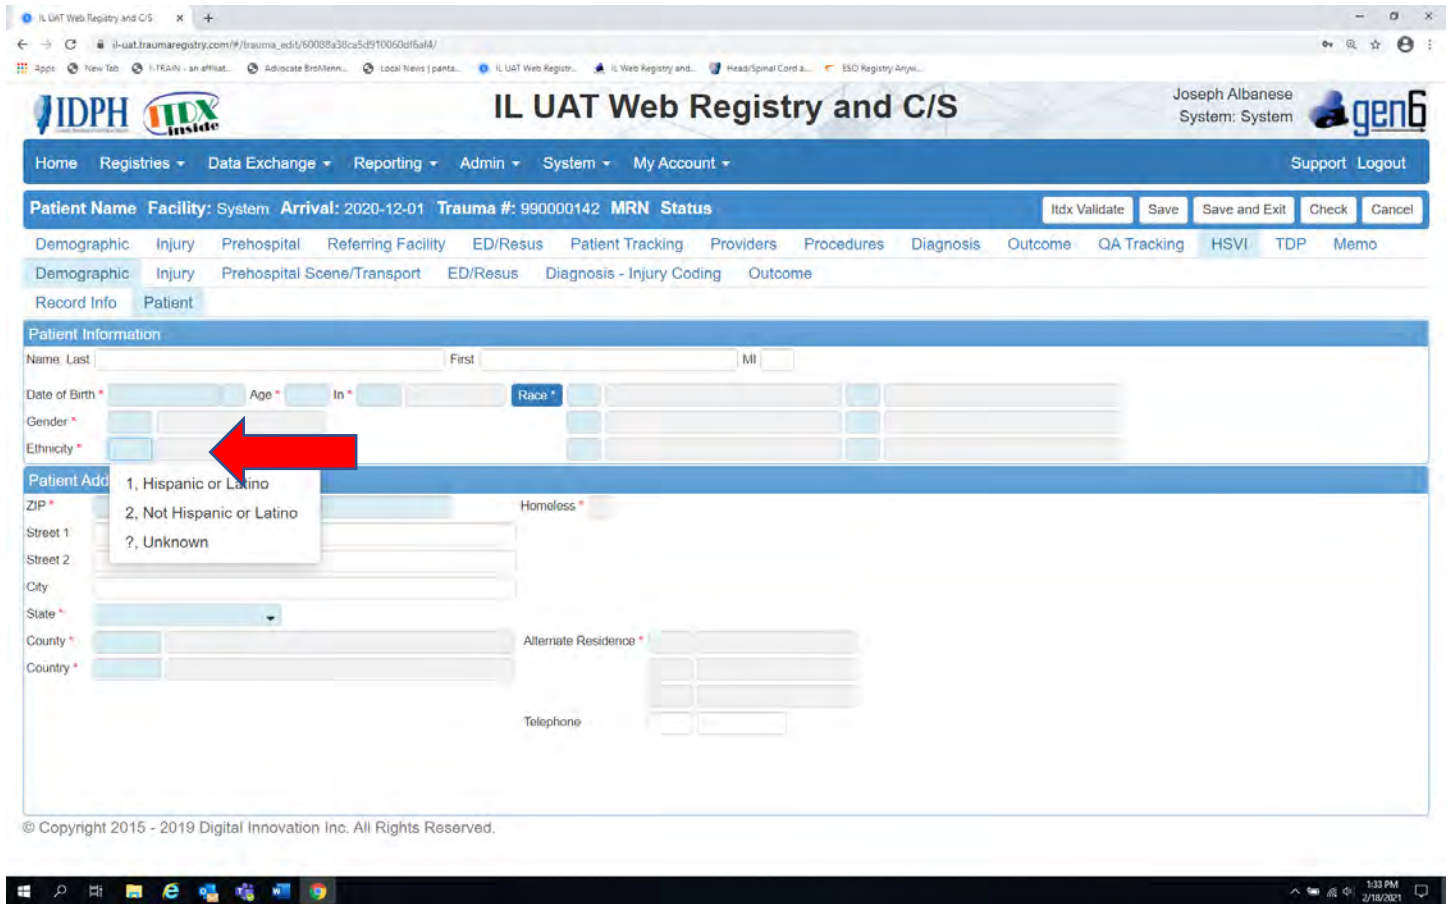 IL UAT Web Registry and C/S
il-uat.traumaregistry.com/#/trauma_edit/60088a38ca5d910060df6af4/
Apps New Tab I-TRAIN - an affiliat... Advocate BroMenn... Local News | panta... IL UAT Web Registr... IL Web Registry and... Head/Spinal Cord a... ESO Registry Anyw...
IDPH ITDX inside
IL UAT Web Registry and C/S
Joseph Albanese
System: System
gen6
Home Registries Data Exchange Reporting Admin System My Account Support Logout
Patient Name Facility: System Arrival: 2020-12-01 Trauma #: 990000142 MRN Status Itdx Validate Save Save and Exit Check Cancel
Demographic Injury Prehospital Referring Facility ED/Resus Patient Tracking Providers Procedures Diagnosis Outcome QA Tracking HSVI TDP Memo
Demographic Injury Prehospital Scene/Transport ED/Resus Diagnosis - Injury Coding Outcome
Record Info Patient
Patient Information
Name Last First MI
Date of Birth * Age * In * Race *
Gender *
Ethnicity *
Patient Add
1, Hispanic or Latino
ZIP * Homeless *
2, Not Hispanic or Latino
Street 1
?, Unknown
Street 2
City
State *
County * Alternate Residence *
Country *
Telephone
© Copyright 2015 - 2019 Digital Innovation Inc. All Rights Reserved.
1:33 PM
2/18/2021